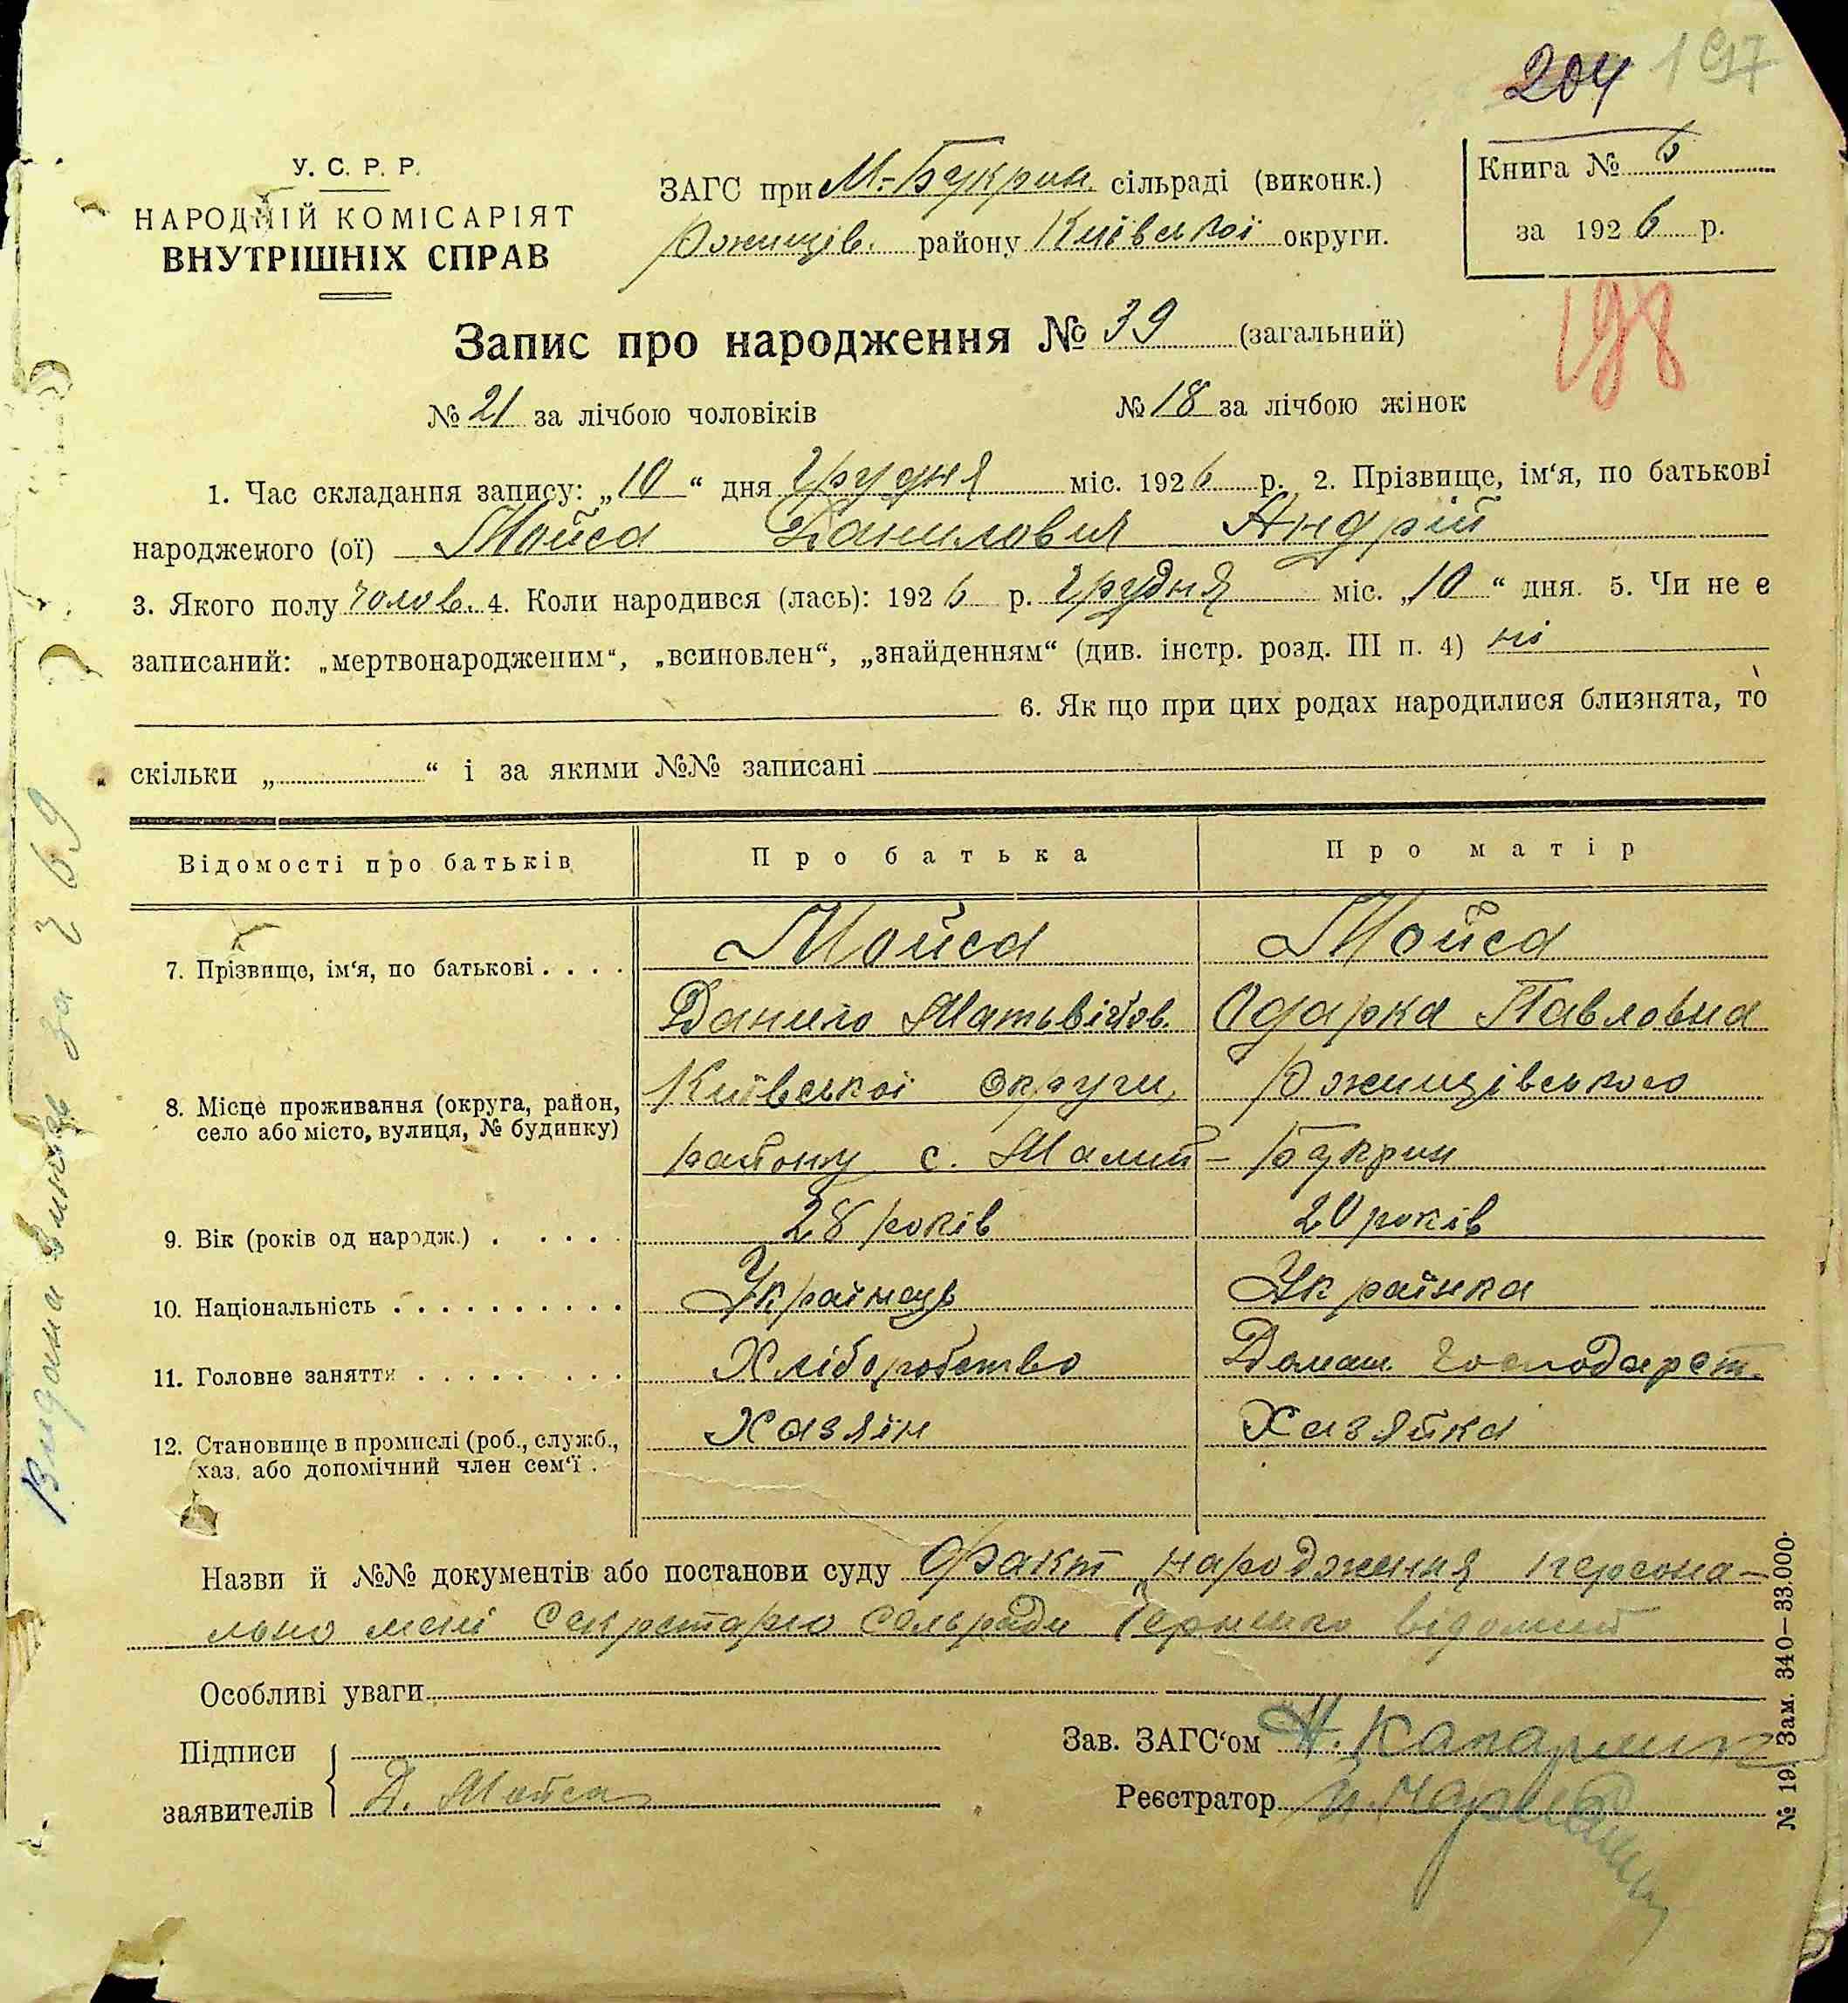 204 197
У. С. Р. Р.
НАРОДНІЙ КОМІСАРІЯТ
ВНУТРІШНІХ СПРАВ
ЗАГС при М.-Букрин сільраді (виконк.)
Ржищів. району Київської округи.
Книга № 6
за 1926 р.
198
Запис про народження № 39 (загальний)
№ 21 за лічбою чоловіків № 18 за лічбою жінок
1. Час складання запису: „10“ дня грудня міс. 1926 р. 2. Прізвище, ім‘я, по батькові
народженого (ої) Мойса Данилович Андрій
3. Якого полу чолов. 4. Коли народився (лась): 1926 р. грудня міс. „10“ дня. 5. Чи не є
записаний: „мертвонародженим“, „всиновлен“, „знайденням“ (див. інстр. розд. III п. 4) ні
6. Як що при цих родах народилися близнята, то
скільки „ “ і за якими №№ записані
Відомості про батьків Про батька Про матір
7. Прізвище, ім‘я, по батькові . . . . Мойса Мойса
Данило Матьвійов. Одарка Павловна
8. Місце проживання (округа, район,
село або місто, вулиця, № будинку)
Київської округи, Ржищівського
району с. Малий-Букрин
9. Вік (років од народж.) . . . . . 28 років 20 років
10. Національність . . . . . . . . . . Українець Українка
11. Головне заняття . . . . . . . . . Хліборобство Домаш. господарст.
12. Становище в промислі (роб., служб.,
хаз. або допомічний член сем‘ї .
Хазяїн Хазяйка
Назви й №№ документів або постанови суду Факт народження персона-
льно мені Секретарю сельради відомий
Особливі уваги
Підписи
заявителів Д. Мойса
Зав. ЗАГС‘ом
Реєстратор
№ 19. Зам. 340—33.000.
Видана за № 69